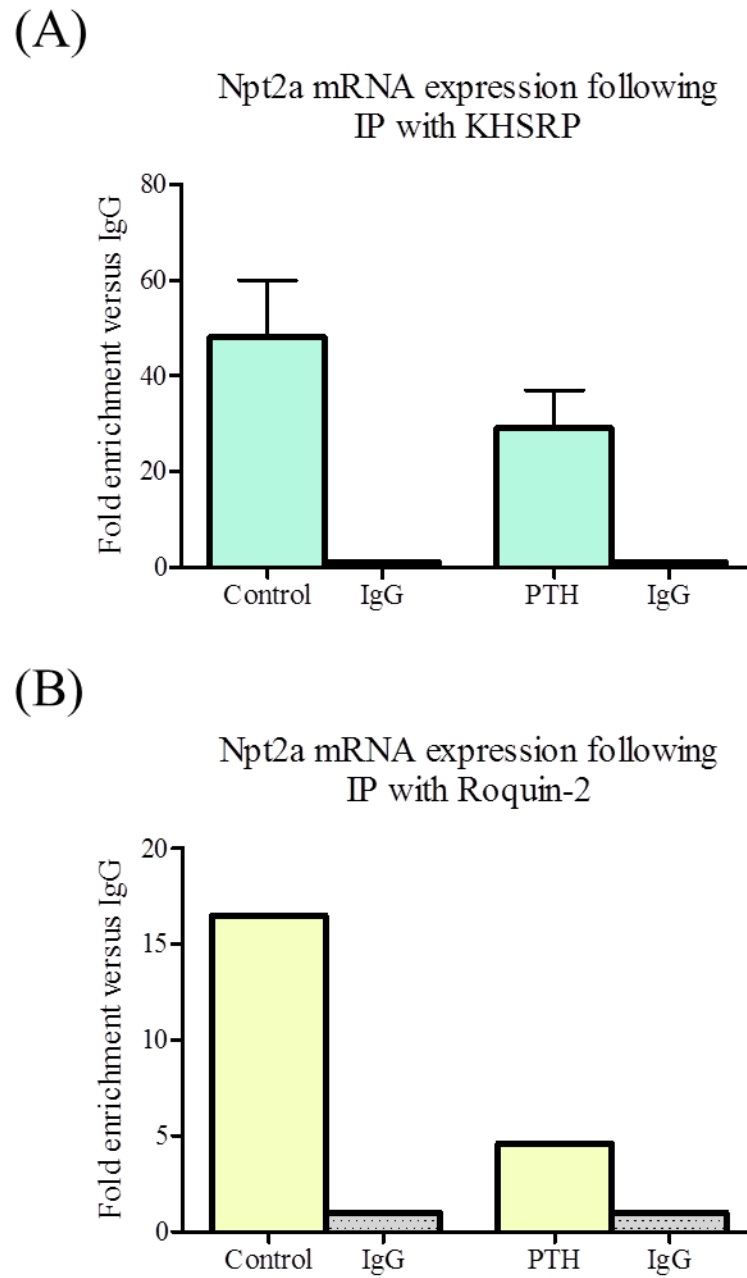 (A)
Npt2a mRNA expression following
IP with KHSRP
Fold enrichment versus IgG
80
60
40
20
0
Control IgG PTH IgG
(B)
Npt2a mRNA expression following
IP with Roquin-2
Fold enrichment versus IgG
20
15
10
5
0
Control IgG PTH IgG